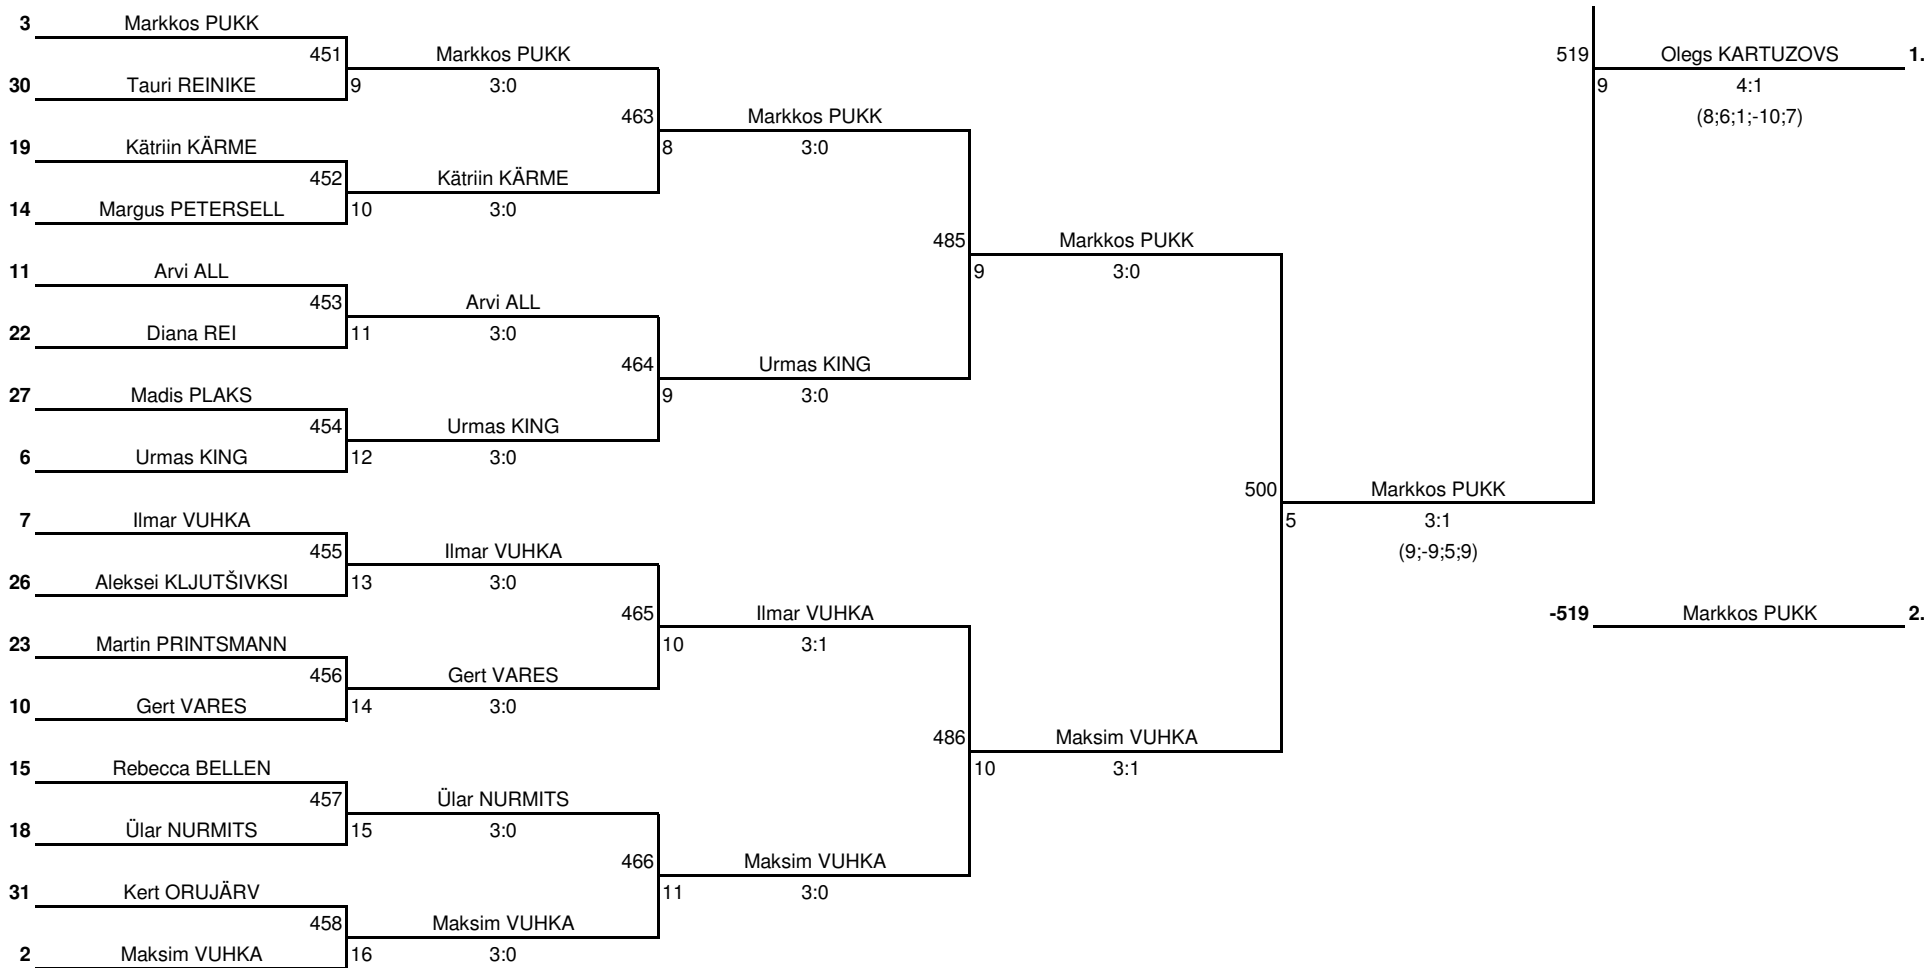 3 Markkos PUKK
451 Markkos PUKK 519 Olegs KARTUZOVS 1.
30 Tauri REINIKE 9 3:0 9 4:1
463 Markkos PUKK (8;6;1;-10;7)
19 Kätriin KÄRME 8 3:0
452 Kätriin KÄRME
14 Margus PETERSELL 10 3:0
485 Markkos PUKK
11 Arvi ALL 9 3:0
453 Arvi ALL
22 Diana REI 11 3:0
464 Urmas KING
27 Madis PLAKS 9 3:0
454 Urmas KING
6 Urmas KING 12 3:0
500 Markkos PUKK
7 Ilmar VUHKA 5 3:1
455 Ilmar VUHKA (9;-9;5;9)
26 Aleksei KLJUTŠIVKSI 13 3:0
465 Ilmar VUHKA -519 Markkos PUKK 2.
23 Martin PRINTSMANN 10 3:1
456 Gert VARES
10 Gert VARES 14 3:0
486 Maksim VUHKA
15 Rebecca BELLEN 10 3:1
457 Ülar NURMITS
18 Ülar NURMITS 15 3:0
466 Maksim VUHKA
31 Kert ORUJÄRV 11 3:0
458 Maksim VUHKA
2 Maksim VUHKA 16 3:0